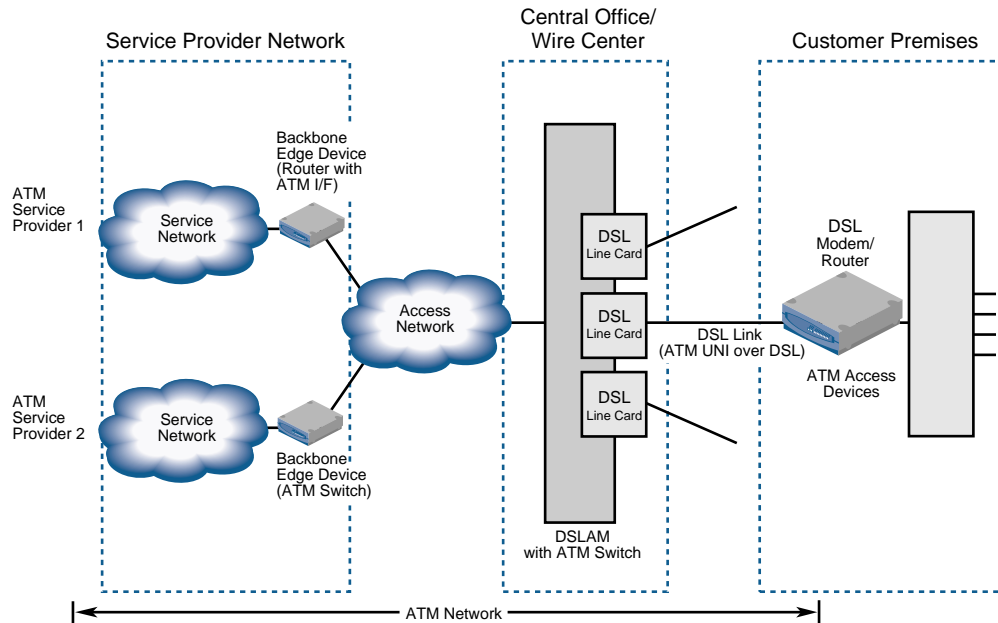 Service Provider Network
Central Office/
Wire Center
Customer Premises
Backbone
Edge Device
(Router with
ATM I/F)
ATM
Service
Provider 1
Service
Network
Access
Network
ATM
Service
Provider 2
Service
Network
Backbone
Edge Device
(ATM Switch)
DSL
Line Card
DSL
Line Card
DSL
Line Card
DSLAM
with ATM Switch
DSL Link
(ATM UNI over DSL)
DSL
Modem/
Router
ATM Access
Devices
ATM Network